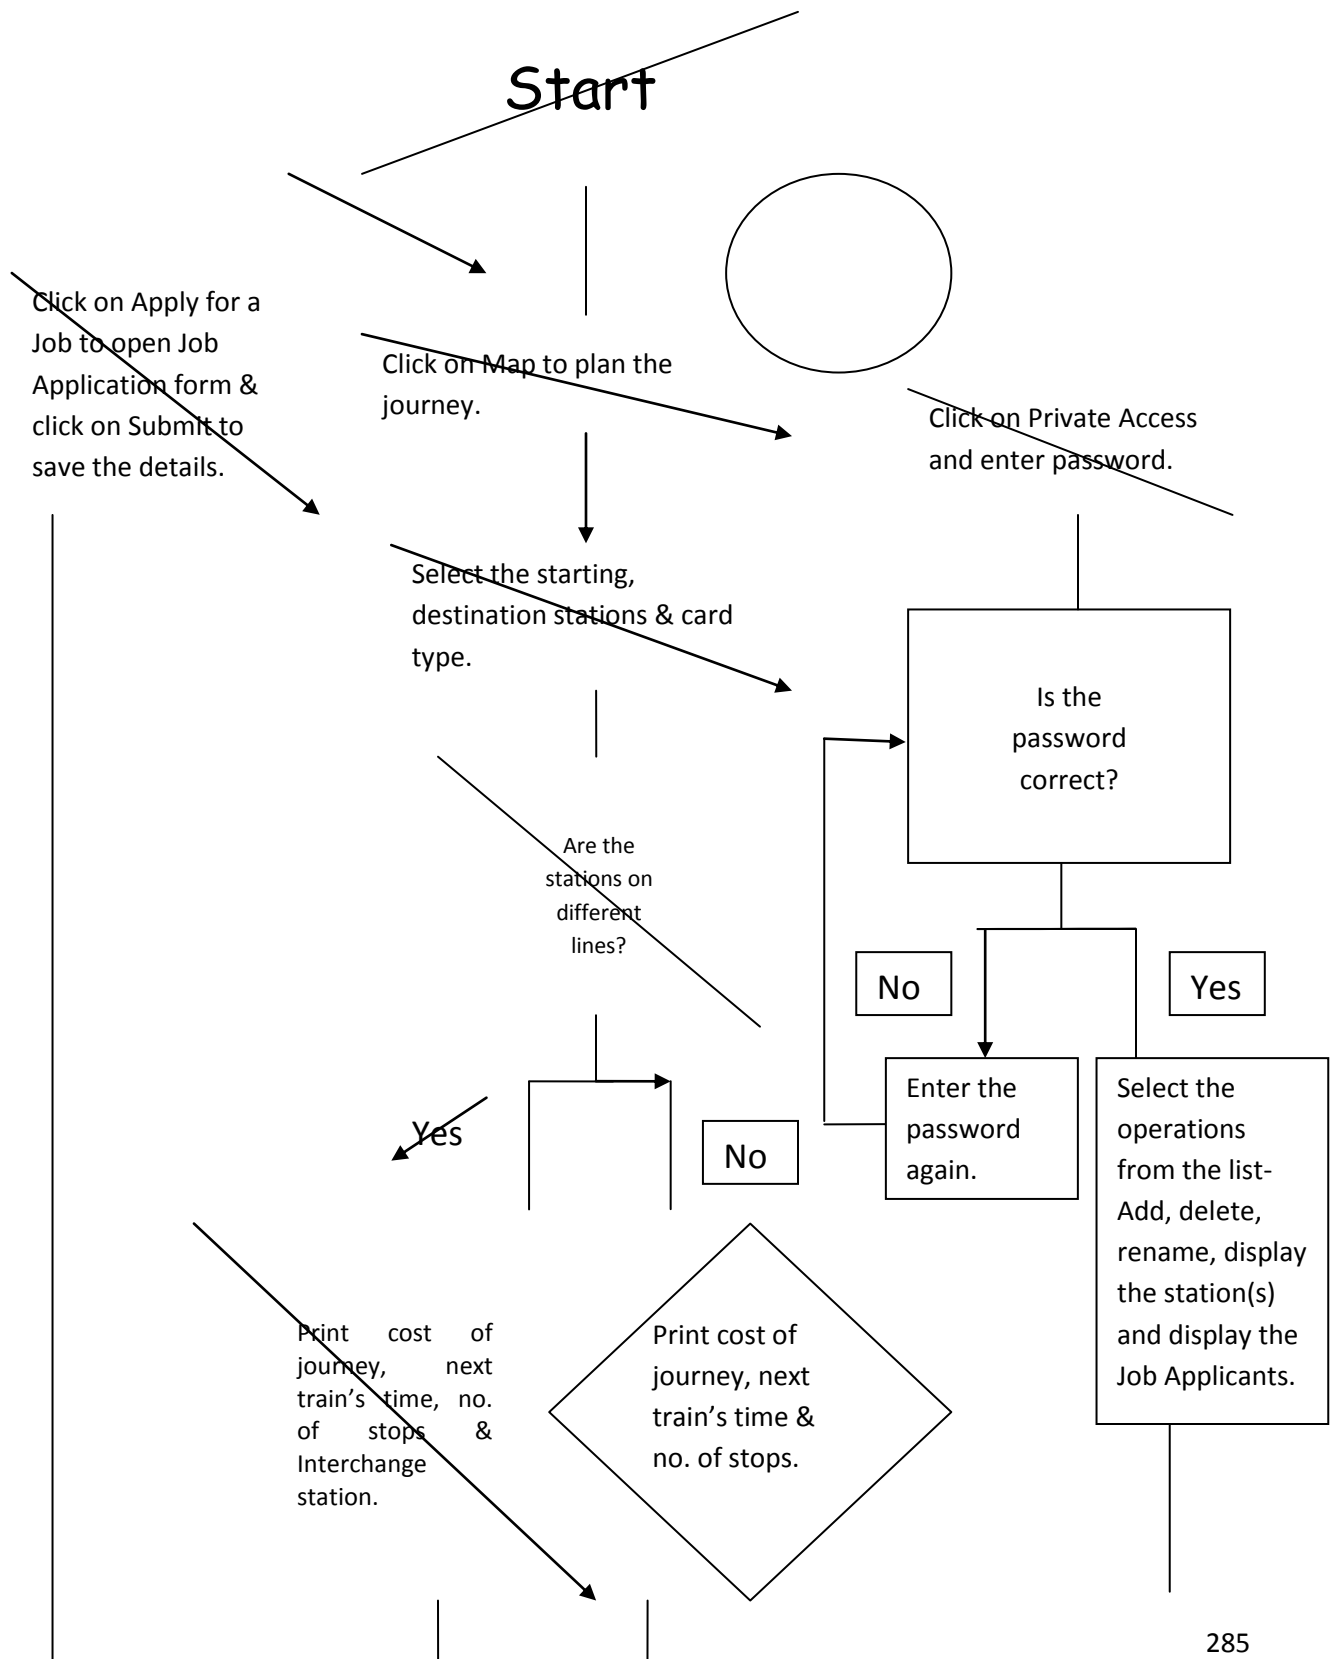 Start
Click on Apply for a
Job to open Job
Application form &
click on Submit to
save the details.
Click on Map to plan the
journey.
Click on Private Access
and enter password.
Select the starting,
destination stations & card
type.
Is the
password
correct?
Are the
stations on
different
lines?
No
Yes
Enter the
password
again.
Select the
operations
from the list-
Add, delete,
rename, display
the station(s)
and display the
Job Applicants.
Yes
No
Print cost of
journey, next
train's time, no.
of stops &
Interchange
station.
Print cost of
journey, next
train's time &
no. of stops.
285